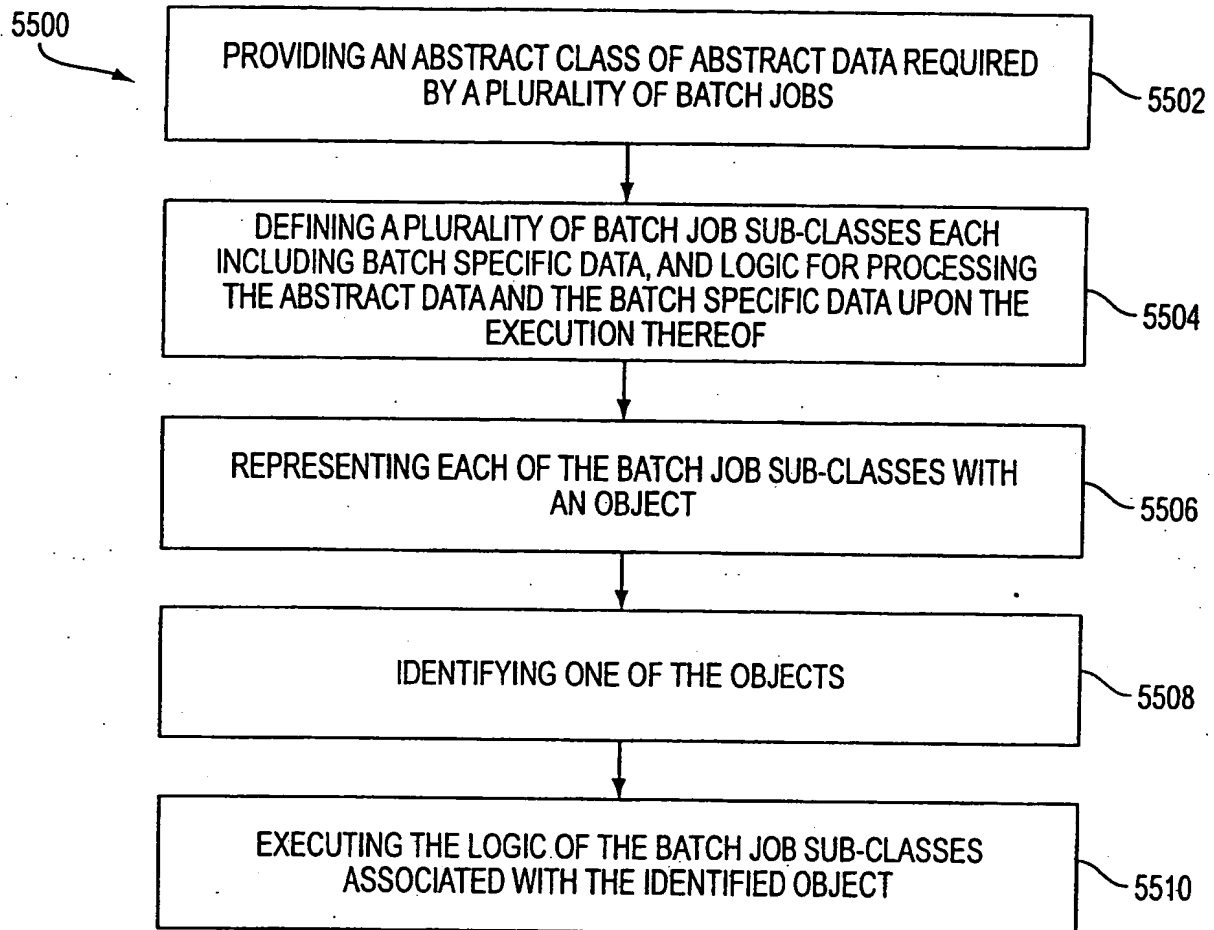 5500
PROVIDING AN ABSTRACT CLASS OF ABSTRACT DATA REQUIRED
BY A PLURALITY OF BATCH JOBS
5502
DEFINING A PLURALITY OF BATCH JOB SUB-CLASSES EACH
INCLUDING BATCH SPECIFIC DATA, AND LOGIC FOR PROCESSING
THE ABSTRACT DATA AND THE BATCH SPECIFIC DATA UPON THE
EXECUTION THEREOF
5504
REPRESENTING EACH OF THE BATCH JOB SUB-CLASSES WITH
AN OBJECT
5506
IDENTIFYING ONE OF THE OBJECTS
5508
EXECUTING THE LOGIC OF THE BATCH JOB SUB-CLASSES
ASSOCIATED WITH THE IDENTIFIED OBJECT
5510